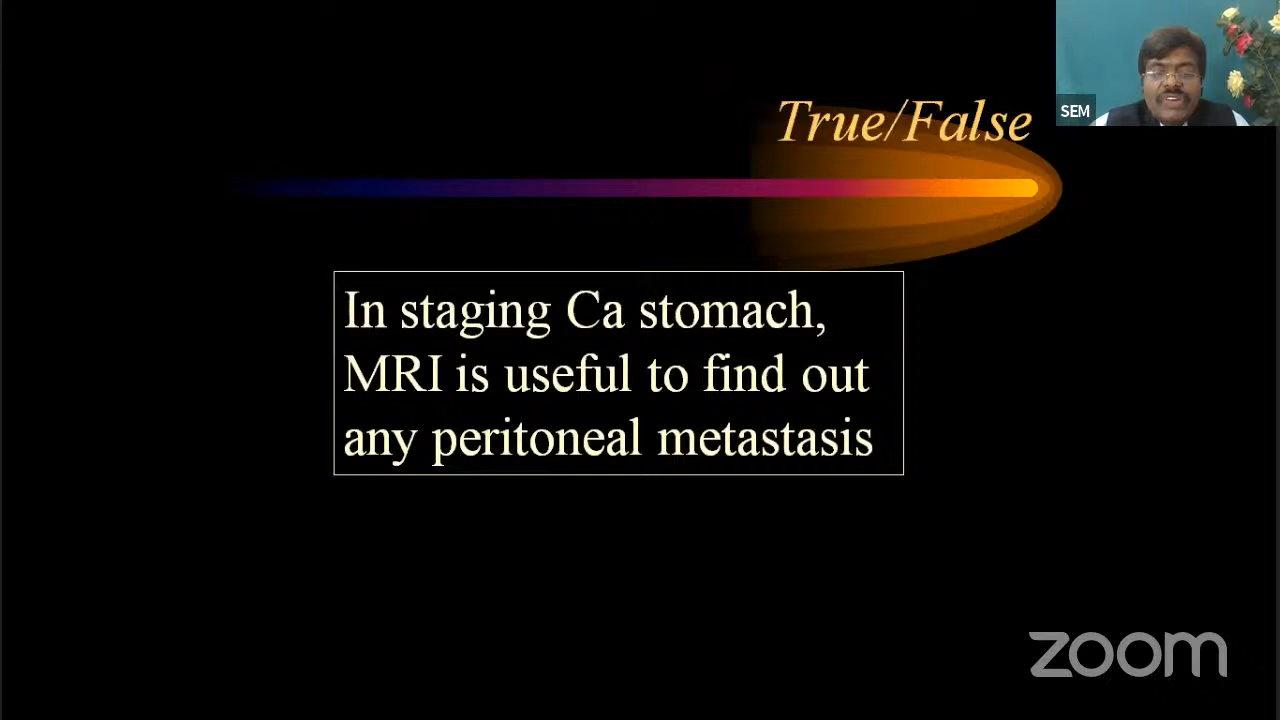 True/False
SEM
In staging Ca stomach,
MRI is useful to find out
any peritoneal metastasis
zoom